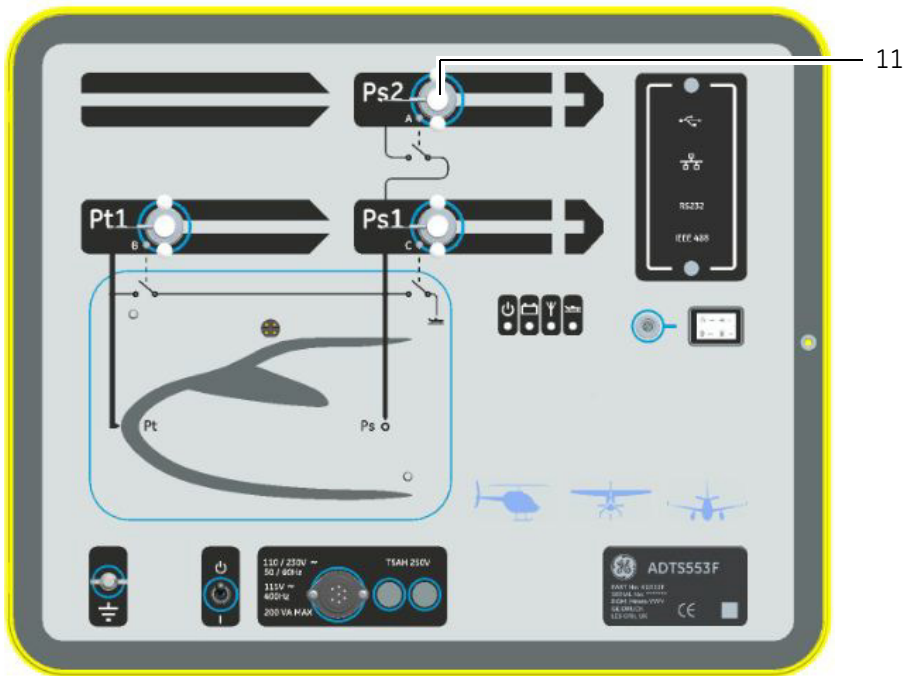 11
Ps2
A
Pt1
B
Ps1
C
RS232
IEEE 488
Pt
Ps
110 / 230V ~
50 / 60Hz
115V ~
400Hz
200 VA MAX
T5AH 250V
GE
ADTS553F
CE